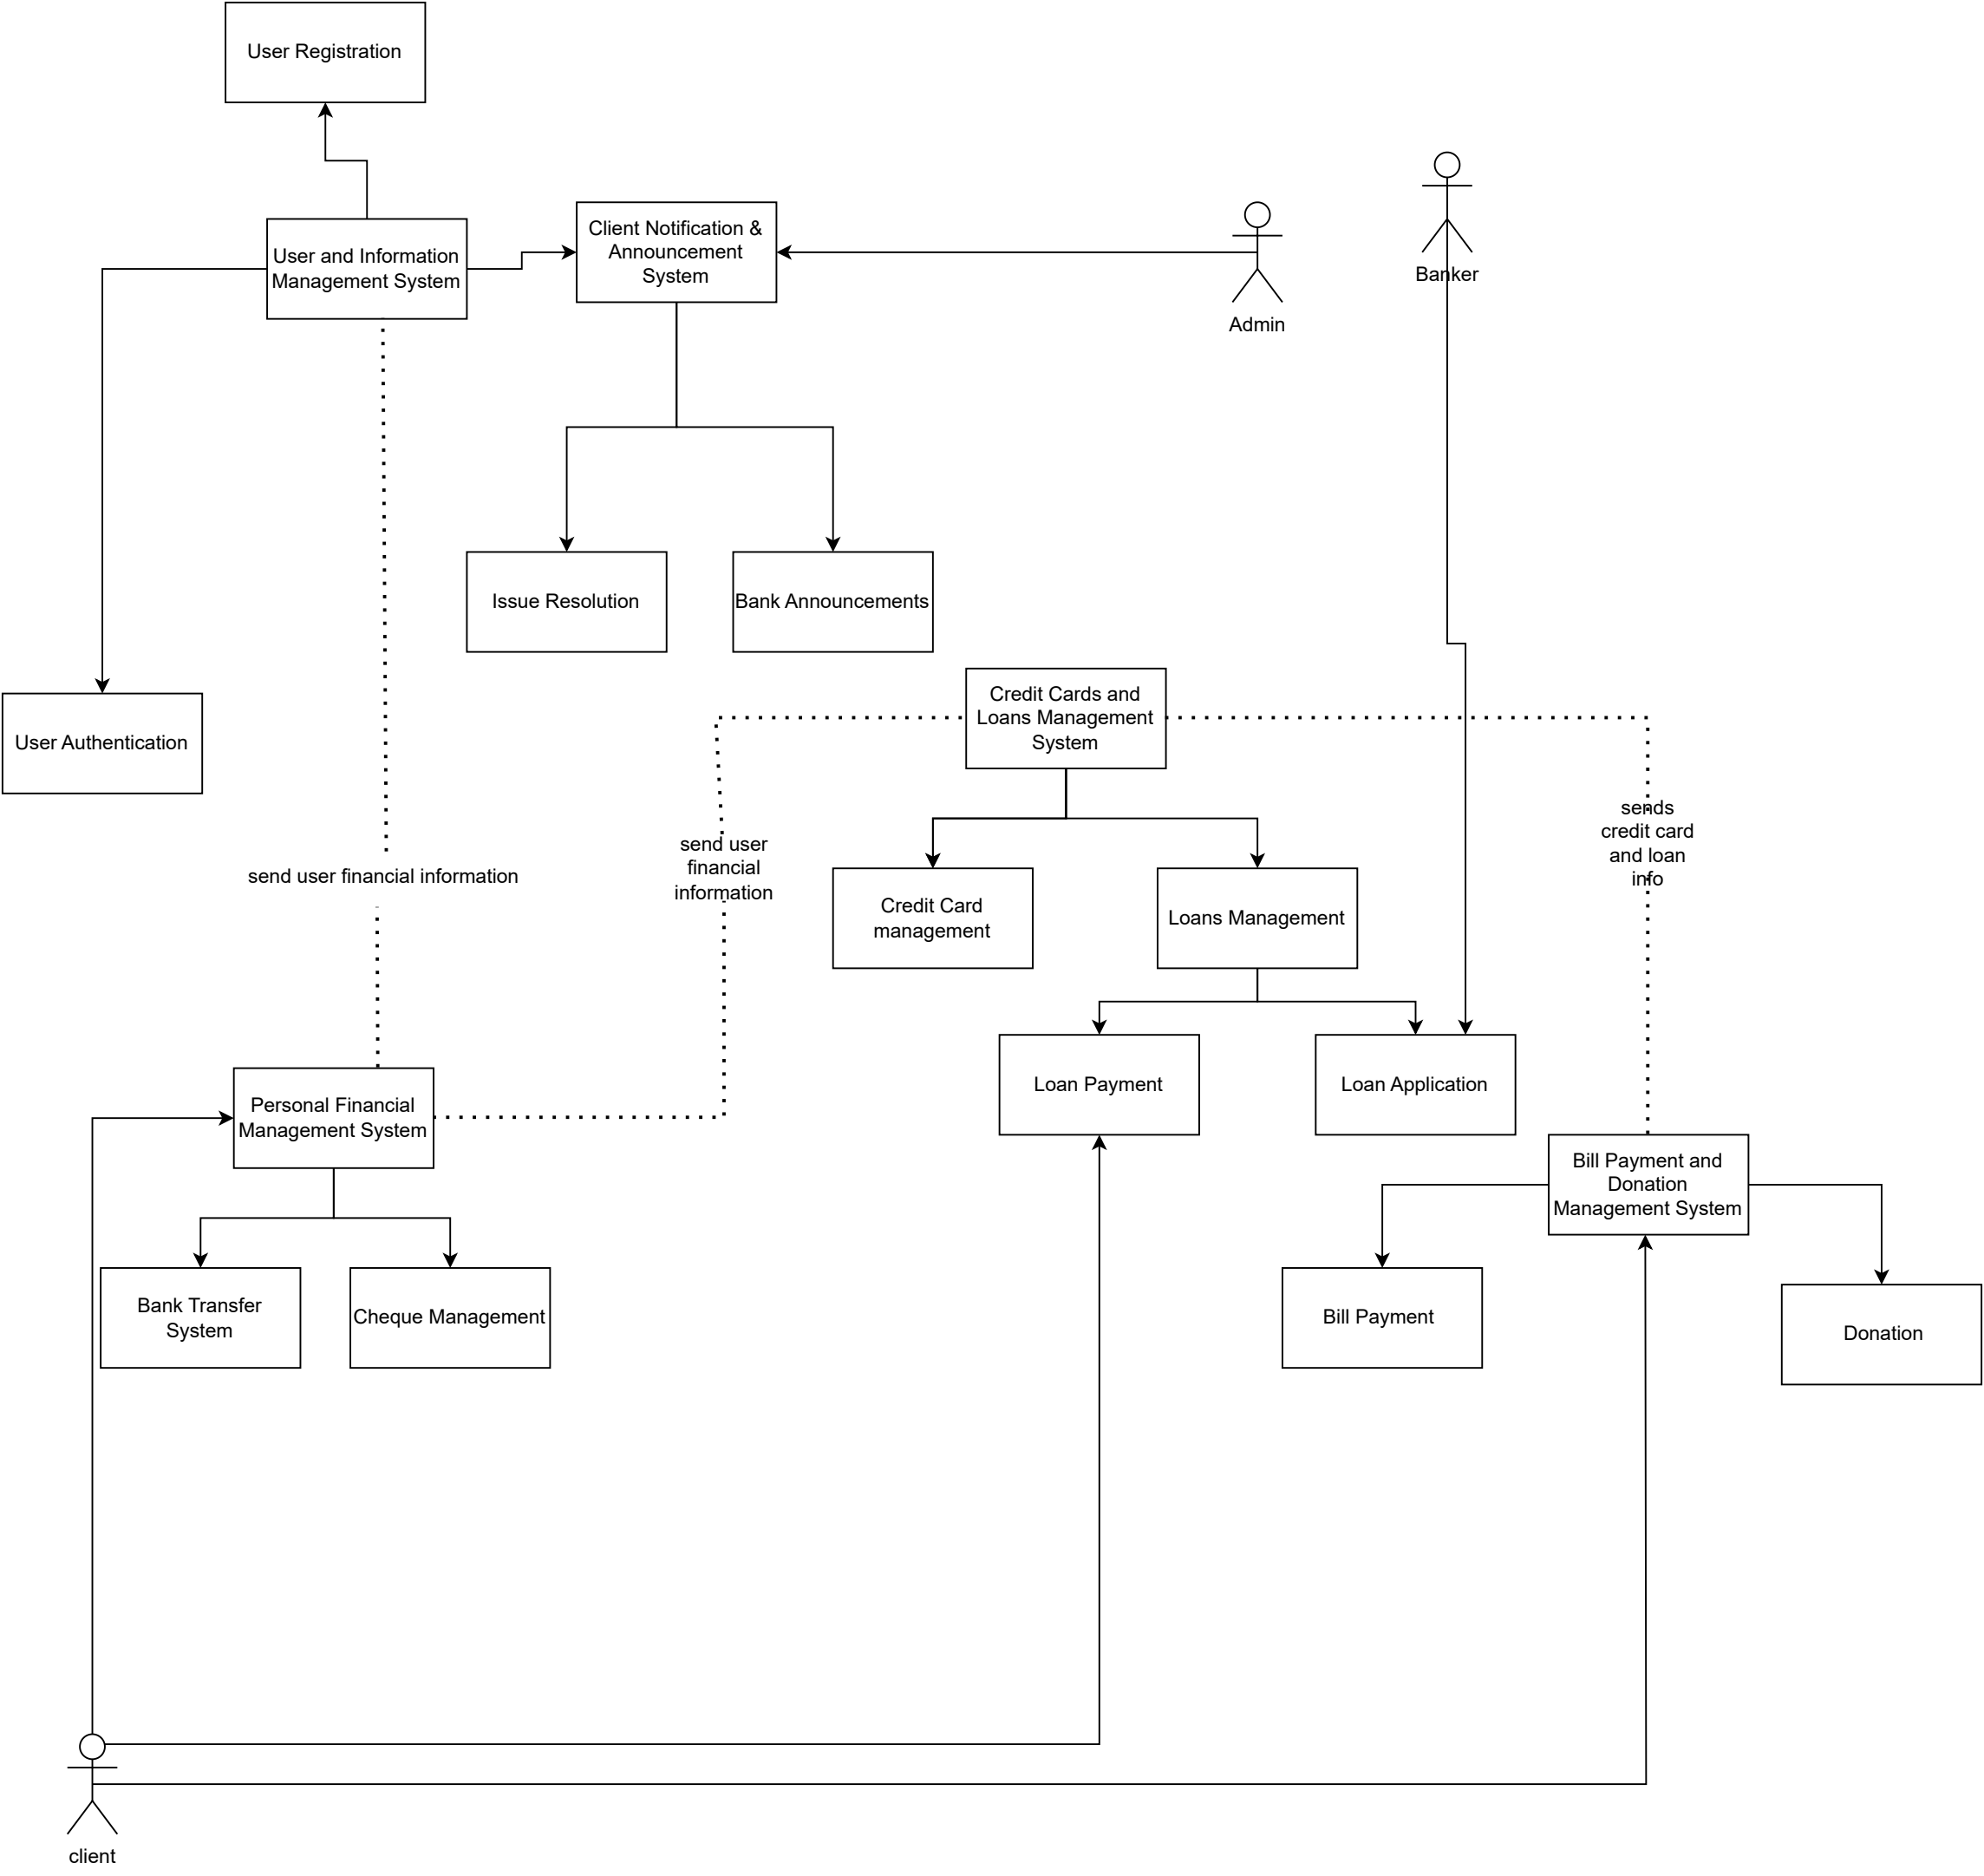 User Registration
User and Information
Management System
Client Notification &
Announcement
System
Admin
Banker
Issue Resolution
Bank Announcements
User Authentication
Credit Cards and
Loans Management
System
send user financial information
send user
financial
information
sends
credit card
and loan
info
Credit Card
management
Loans Management
Loan Payment
Loan Application
Personal Financial
Management System
Bill Payment and
Donation
Management System
Bank Transfer
System
Cheque Management
Bill Payment
Donation
client